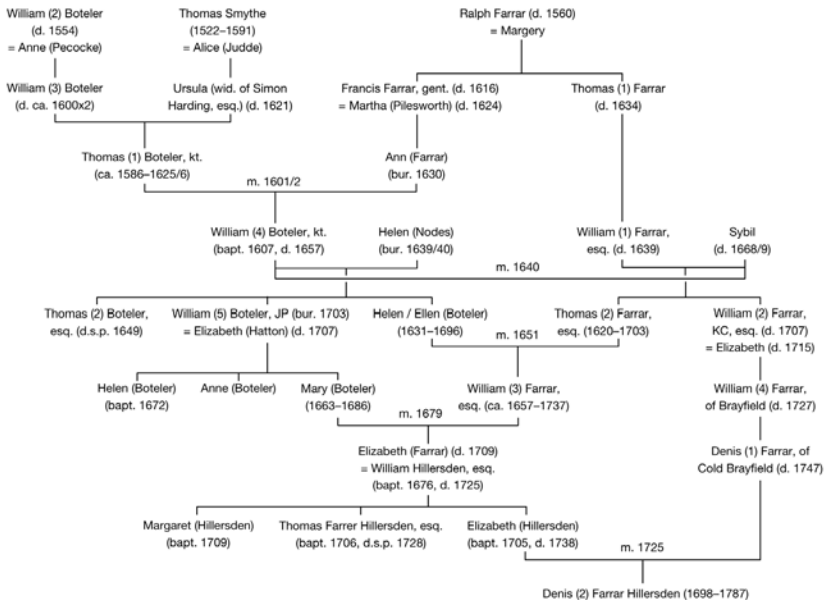 William (2) Boteler
(d. 1554)
= Anne (Pecocke)
Thomas Smythe
(1522–1591)
= Alice (Judde)
Ralph Farrar (d. 1560)
= Margery
William (3) Boteler
(d. ca. 1600x2)
Ursula (wid. of Simon
Harding, esq.) (d. 1621)
Francis Farrar, gent. (d. 1616)
= Martha (Pilesworth) (d. 1624)
Thomas (1) Farrar
(d. 1634)
Thomas (1) Boteler, kt.
(ca. 1586–1625/6)
Ann (Farrar)
(bur. 1630)
m. 1601/2
William (4) Boteler, kt.
(bapt. 1607, d. 1657)
Helen (Nodes)
(bur. 1639/40)
William (1) Farrar,
esq. (d. 1639)
Sybil
(d. 1668/9)
m. 1640
Thomas (2) Boteler,
esq. (d.s.p. 1649)
William (5) Boteler, JP (bur. 1703)
= Elizabeth (Hatton) (d. 1707)
Helen / Ellen (Boteler)
(1631–1696)
Thomas (2) Farrar,
esq. (1620–1703)
William (2) Farrar,
KC, esq. (d. 1707)
= Elizabeth (d. 1715)
m. 1651
Helen (Boteler)
(bapt. 1672)
Anne (Boteler)
Mary (Boteler)
(1663–1686)
William (3) Farrar,
esq. (ca. 1657–1737)
William (4) Farrar,
of Brayfield (d. 1727)
m. 1679
Elizabeth (Farrar) (d. 1709)
= William Hillersden, esq.
(bapt. 1676, d. 1725)
Denis (1) Farrar, of
Cold Brayfield (d. 1747)
Margaret (Hillersden)
(bapt. 1709)
Thomas Farrer Hillersden, esq.
(bapt. 1706, d.s.p. 1728)
Elizabeth (Hillersden)
(bapt. 1705, d. 1738)
m. 1725
Denis (2) Farrar Hillersden (1698–1787)